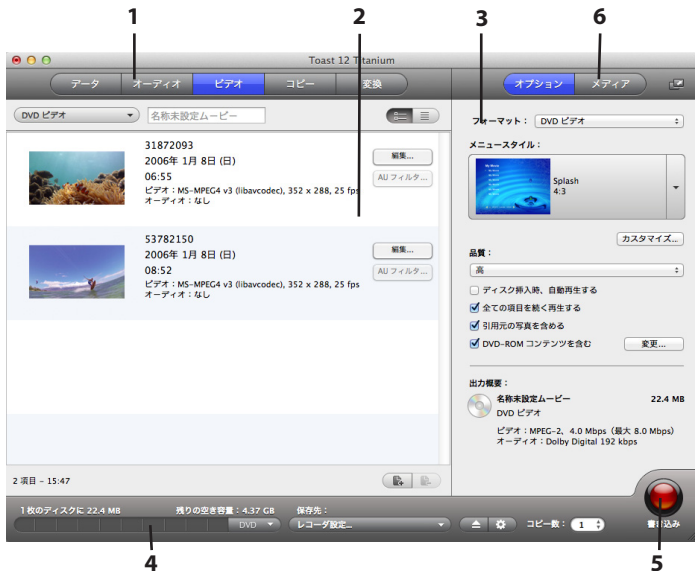 1
2
3
6
Toast 12 Titanium
データ オーディオ ビデオ コピー 変換
オプション メディア
DVD ビデオ 名称未設定ムービー
31872093
2006年 1月 8日 (日)
06:55
ビデオ：MS-MPEG4 v3 (libavcodec), 352 x 288, 25 fps
オーディオ：なし
編集...
AU フィルタ...
53782150
2006年 1月 8日 (日)
08:52
ビデオ：MS-MPEG4 v3 (libavcodec), 352 x 288, 25 fps
オーディオ：なし
編集...
AU フィルタ...
2 項目 - 15:47
フォーマット： DVD ビデオ
メニュースタイル：
Splash
4:3
カスタマイズ...
品質：
高
ディスク挿入時、自動再生する
全ての項目を続く再生する
引用元の写真を含める
DVD-ROM コンテンツを含む 変更...
出力概要：
名称未設定ムービー 22.4 MB
DVD ビデオ
ビデオ：MPEG-2、4.0 Mbps（最大 8.0 Mbps）
オーディオ：Dolby Digital 192 kbps
1枚のディスクに 22.4 MB 残りの空き容量：4.37 GB 保存先：
DVD レコーダ設定... コピー数： 1 書き込み
4
5